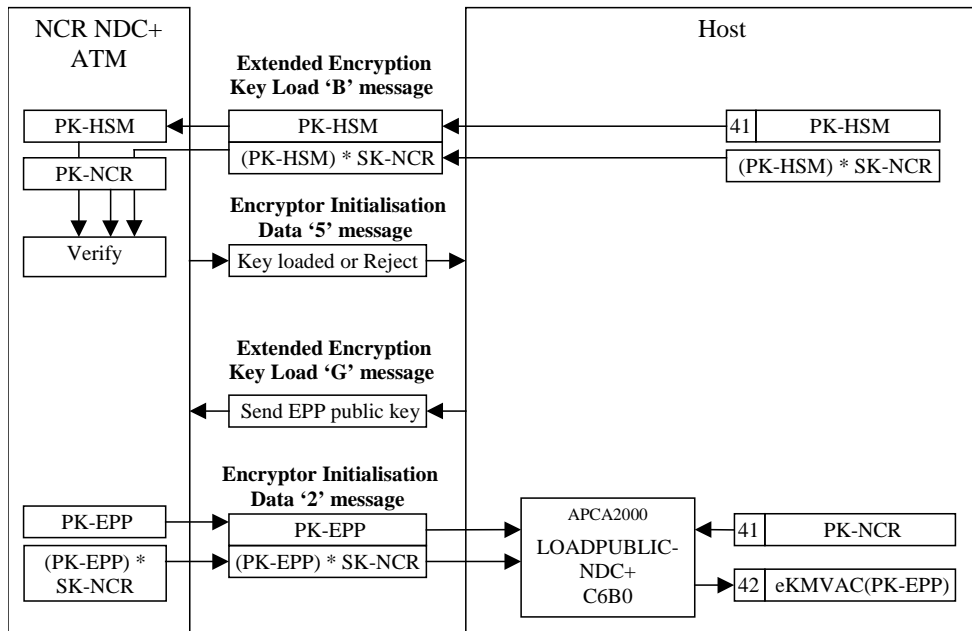 NCR NDC+
ATM
Host
Extended Encryption
Key Load ‘B’ message
PK-HSM
PK-HSM
41 PK-HSM
(PK-HSM) * SK-NCR
(PK-HSM) * SK-NCR
PK-NCR
Verify
Encryptor Initialisation
Data ‘5’ message
Key loaded or Reject
Extended Encryption
Key Load ‘G’ message
Send EPP public key
Encryptor Initialisation
Data ‘2’ message
PK-EPP
PK-EPP
(PK-EPP) *
SK-NCR
(PK-EPP) * SK-NCR
APCA2000
LOADPUBLIC-
NDC+
C6B0
41 PK-NCR
42 eKMVAC(PK-EPP)